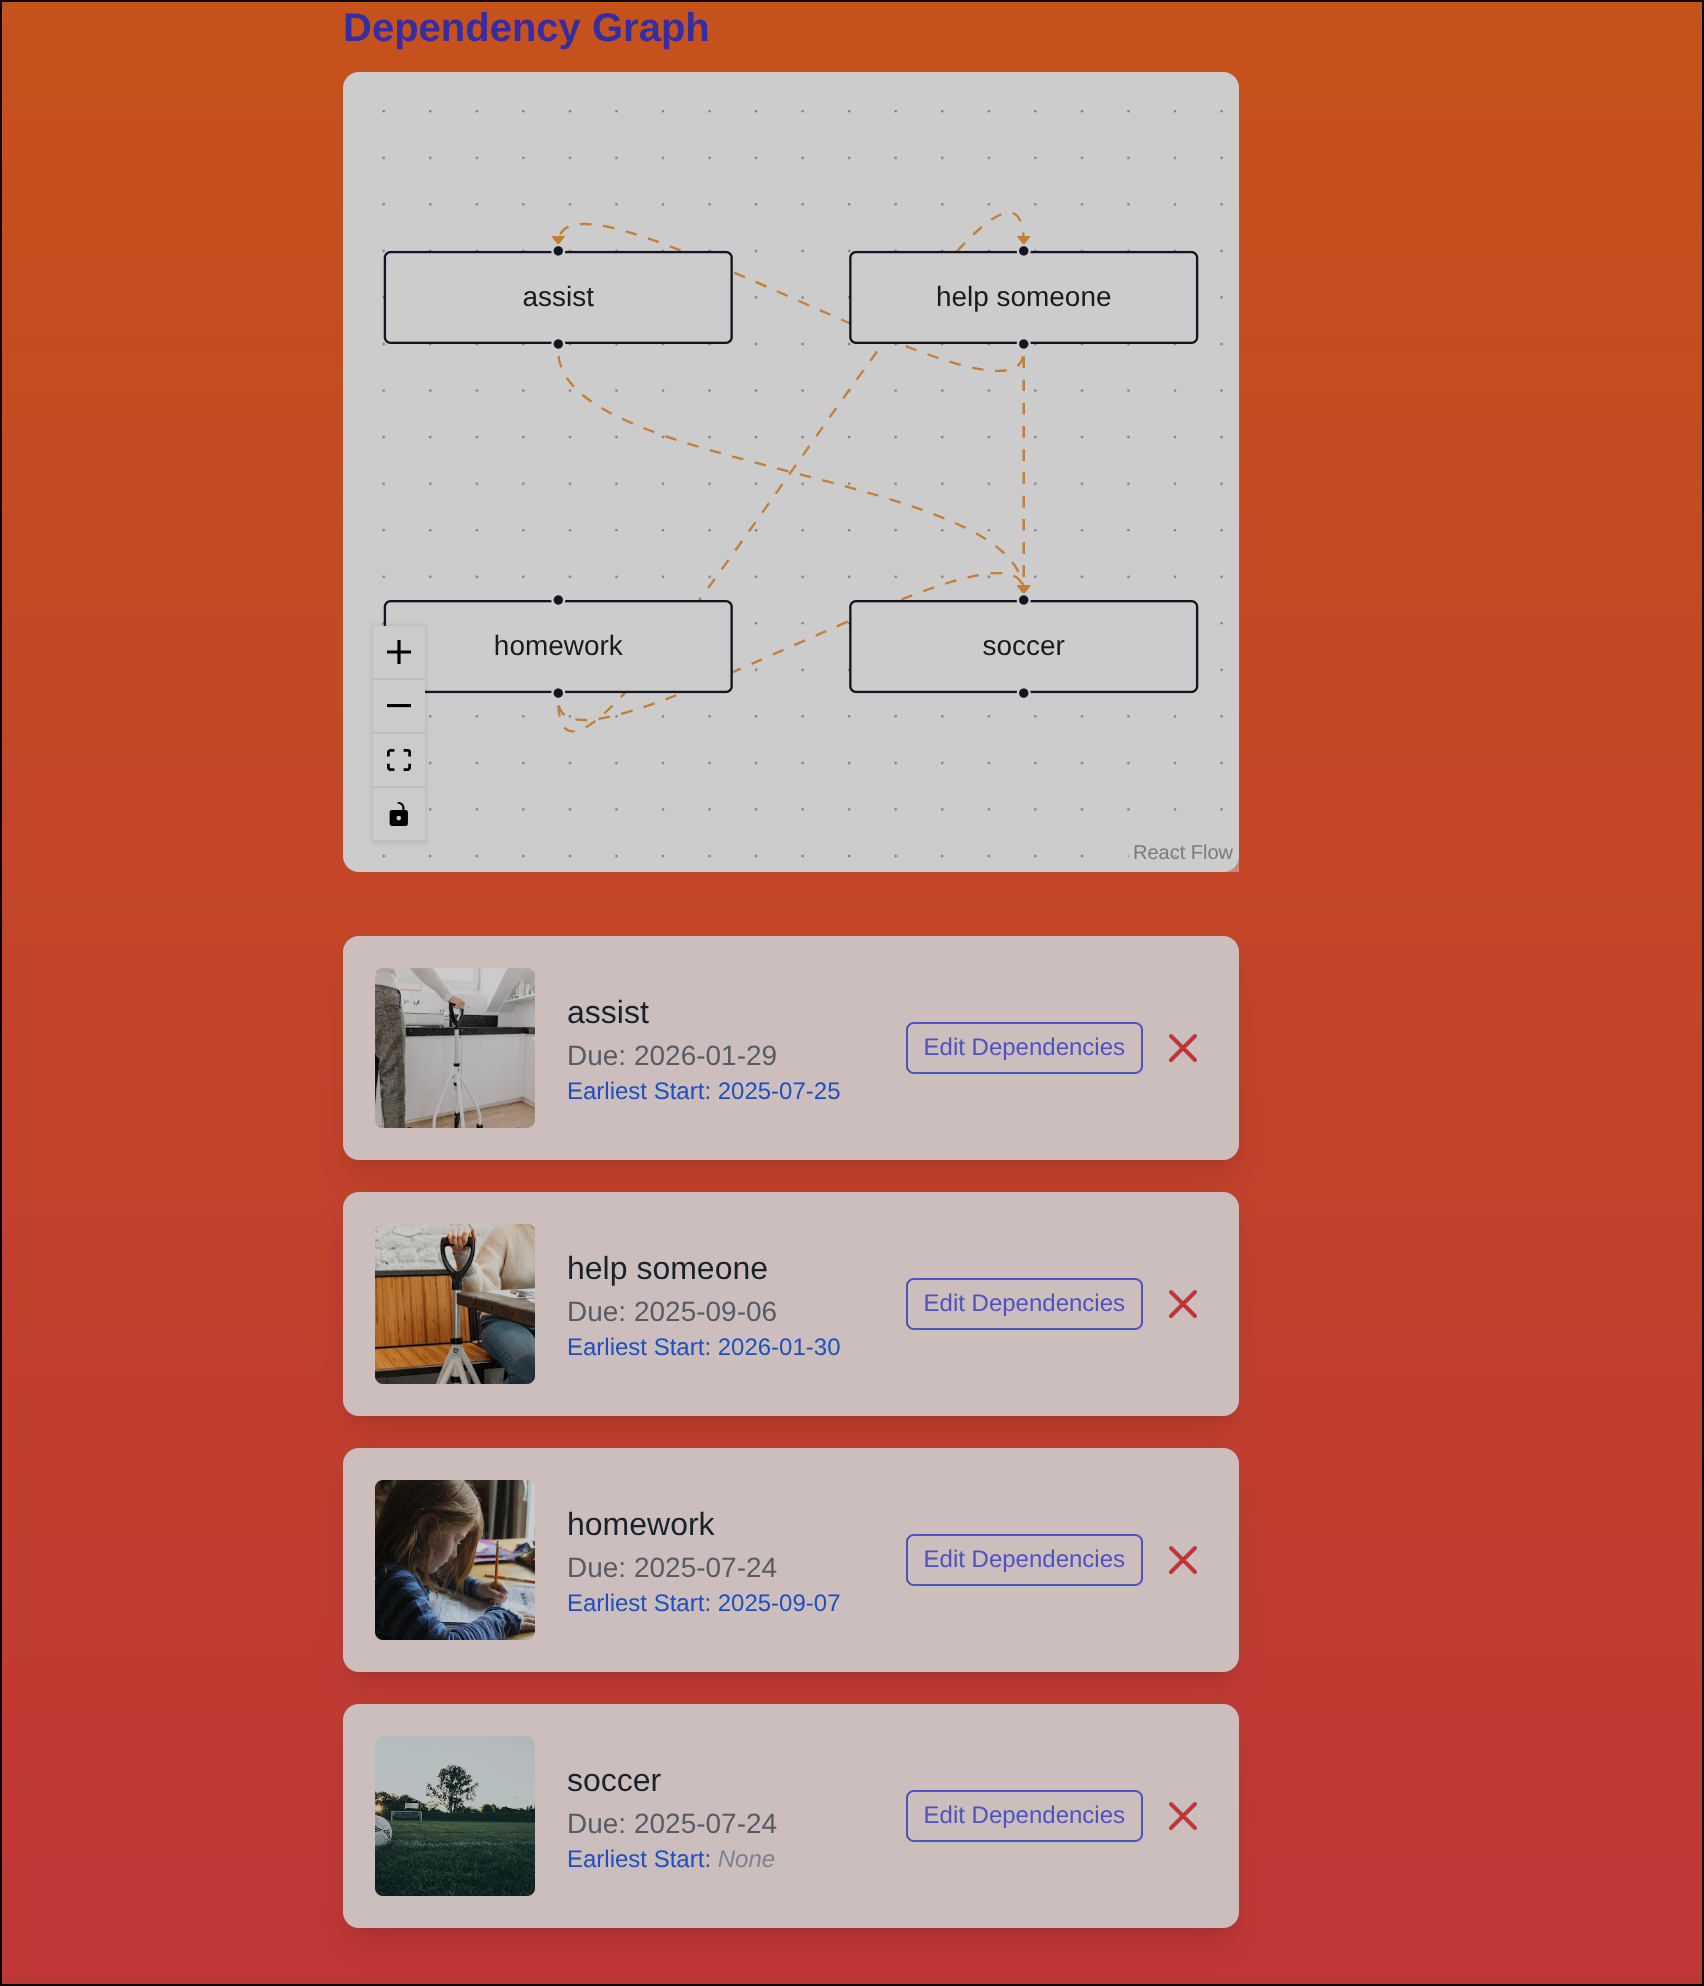 Dependency Graph
assist
help someone
homework
soccer
React Flow
assist
Due: 2026-01-29
Earliest Start: 2025-07-25
Edit Dependencies
help someone
Due: 2025-09-06
Earliest Start: 2026-01-30
Edit Dependencies
homework
Due: 2025-07-24
Earliest Start: 2025-09-07
Edit Dependencies
soccer
Due: 2025-07-24
Earliest Start: None
Edit Dependencies